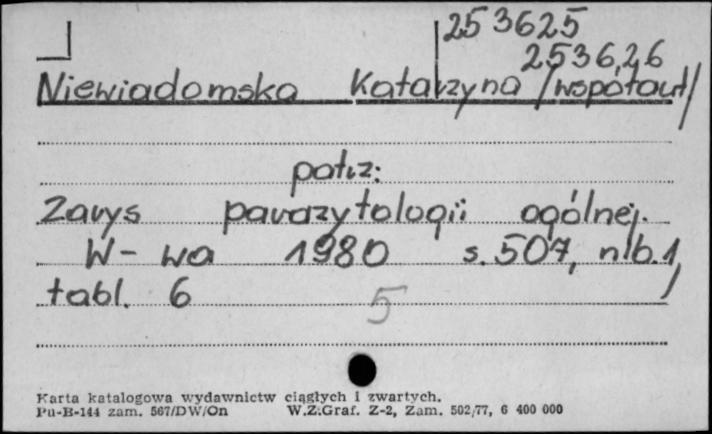 253625
253626
Niewiadomska Katarzyna /współaut/
patrz:
Zarys parazytologii ogólnej.
W-wa 1980 s. 507, nlb. 1,
tabl. 6
5
Karta katalogowa wydawnictw ciągłych i zwartych.
Pu-B-144 zam. 567/DW/On W.Z.Graf. Z-2, Zam. 502/77, 6 400 000